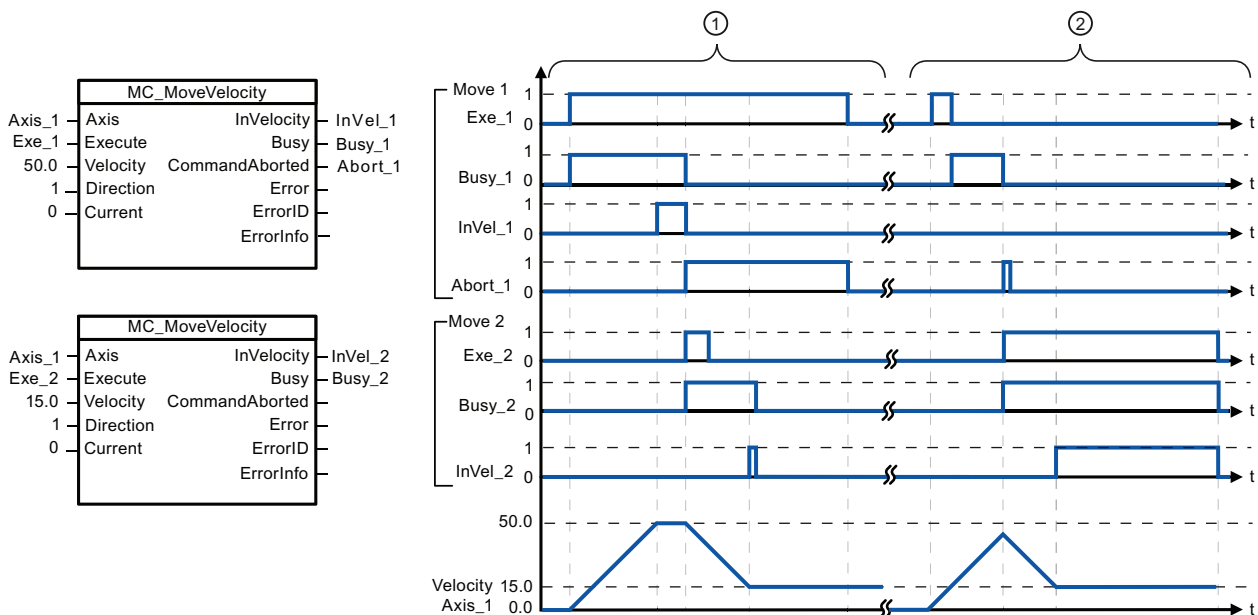 ① ②
MC_MoveVelocity
Axis_1 Axis InVelocity InVel_1
Exe_1 Execute Busy Busy_1
50.0 Velocity CommandAborted Abort_1
1 Direction Error
0 Current ErrorID
ErrorInfo
MC_MoveVelocity
Axis_1 Axis InVelocity InVel_2
Exe_2 Execute Busy Busy_2
15.0 Velocity CommandAborted
1 Direction Error
0 Current ErrorID
ErrorInfo
Move 1
Exe_1 1 0 t
Busy_1 1 0 t
InVel_1 1 0 t
Abort_1 1 0 t
Move 2
Exe_2 1 0 t
Busy_2 1 0 t
InVel_2 1 0 t
50.0
Velocity 15.0
Axis_1 0.0 t